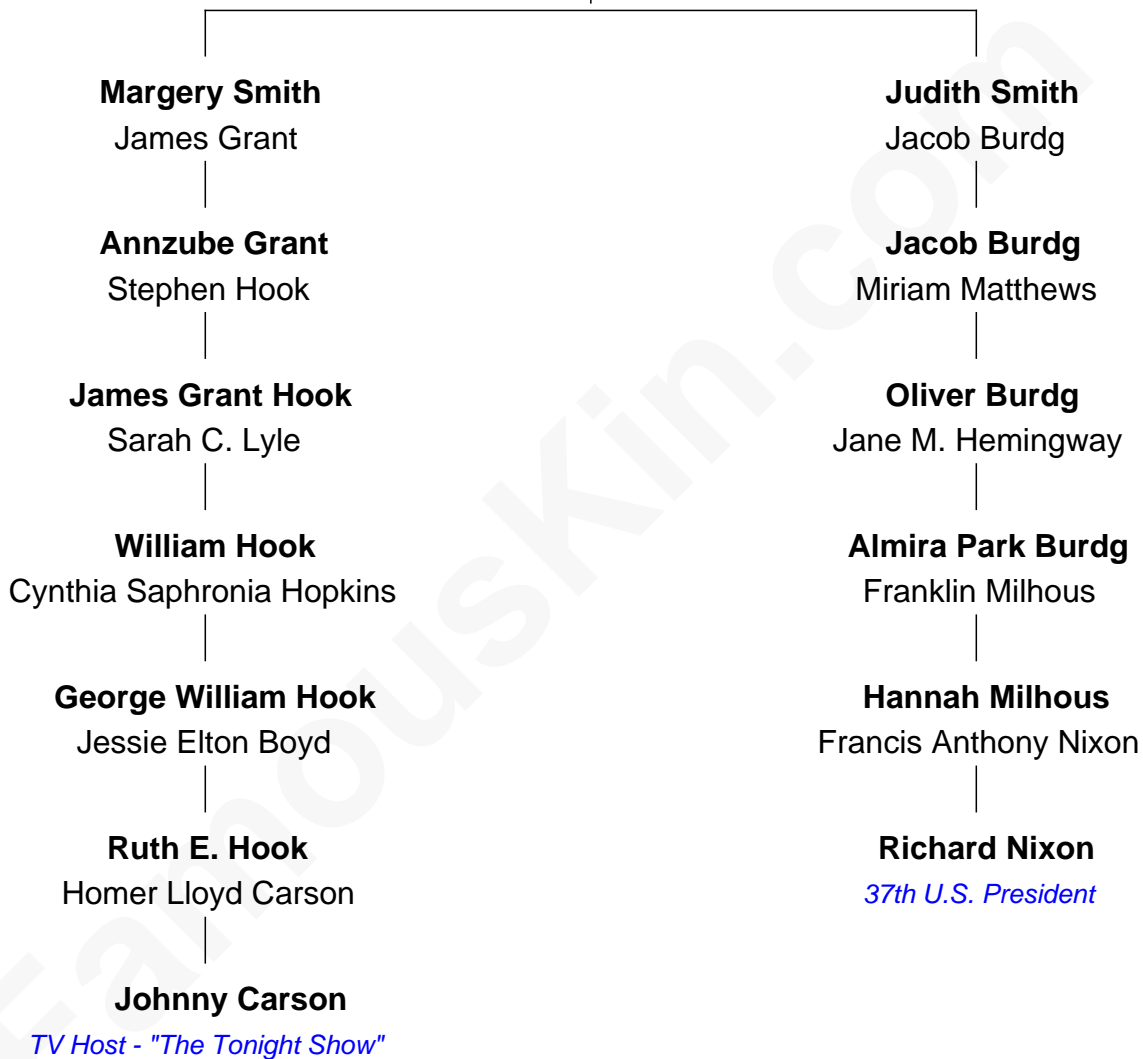 Margery Smith
James Grant
Annzube Grant
Stephen Hook
James Grant Hook
Sarah C. Lyle
William Hook
Cynthia Saphronia Hopkins
George William Hook
Jessie Elton Boyd
Ruth E. Hook
Homer Lloyd Carson
Johnny Carson
TV Host - "The Tonight Show"
Judith Smith
Jacob Burdg
Jacob Burdg
Miriam Matthews
Oliver Burdg
Jane M. Hemingway
Almira Park Burdg
Franklin Milhous
Hannah Milhous
Francis Anthony Nixon
Richard Nixon
37th U.S. President
FamousKin.com